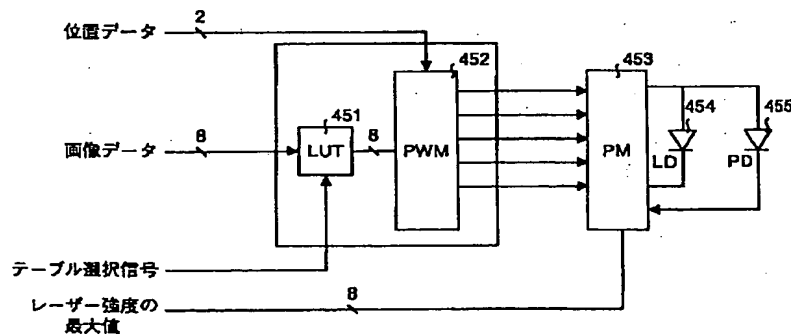 位置データ
2
452
453
454
455
451
画像データ
8
LUT
8
PWM
PM
LD
PD
テーブル選択信号
レーザー強度の
最大値
8